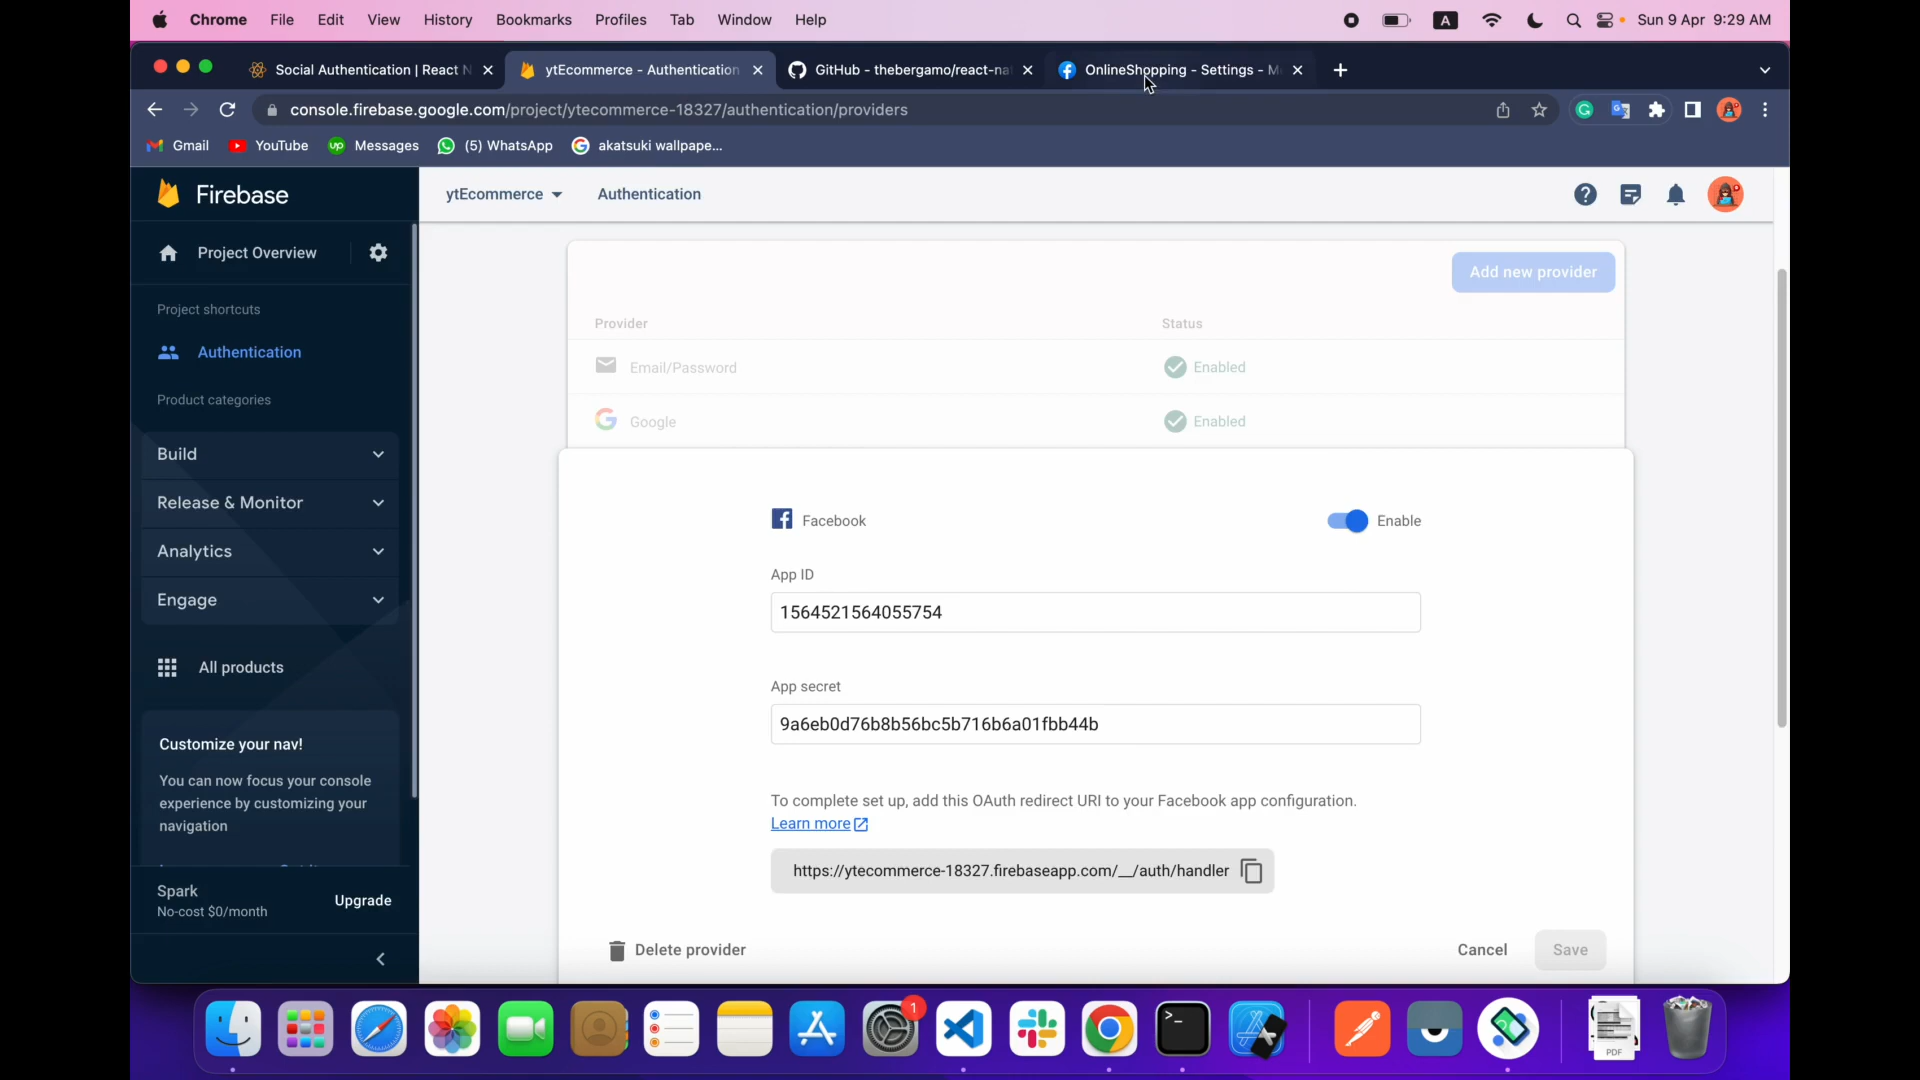 Chrome File Edit View History Bookmarks Profiles Tab Window Help A Sun 9 Apr 9:29 AM
Social Authentication | React N ytEcommerce - Authentication GitHub - thebergamo/react-na OnlineShopping - Settings - M
console.firebase.google.com/project/ytecommerce-18327/authentication/providers
Gmail YouTube up Messages (5) WhatsApp akatsuki wallpape...
Firebase
ytEcommerce Authentication
Project Overview
Add new provider
Project shortcuts
Provider Status
Authentication
Email/Password Enabled
Product categories
Google Enabled
Build
Release & Monitor
Facebook Enable
Analytics
App ID
Engage
1564521564055754
All products
App secret
9a6eb0d76b8b56bc5b716b6a01fbb44b
Customize your nav!
You can now focus your console
experience by customizing your
navigation
To complete set up, add this OAuth redirect URI to your Facebook app configuration.
Learn more
https://ytecommerce-18327.firebaseapp.com/__/auth/handler
Spark
No-cost $0/month
Upgrade
Delete provider Cancel Save
1
PDF